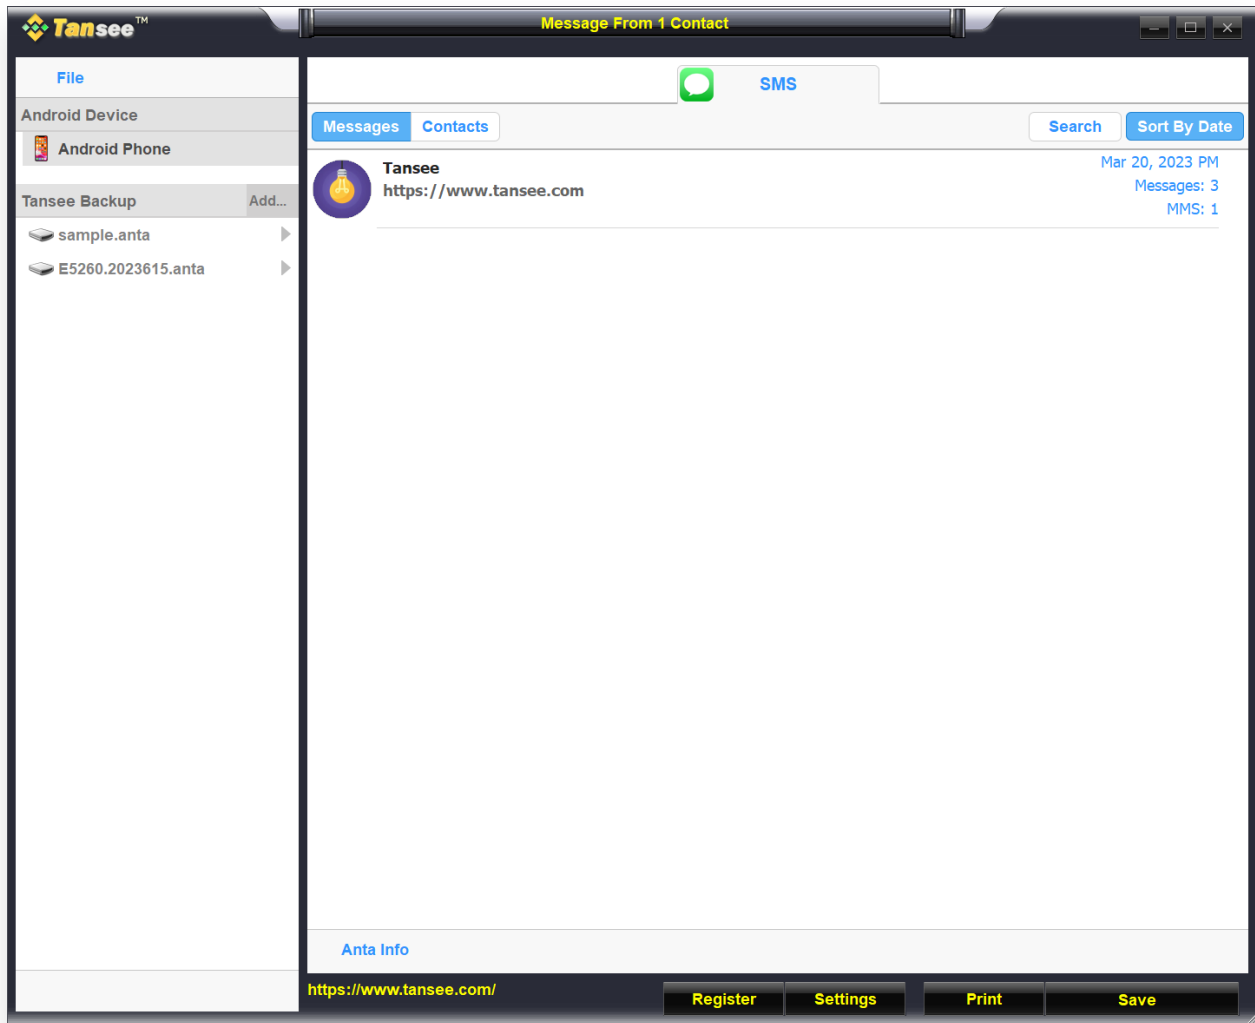 Tansee™
Message From 1 Contact
File
SMS
Android Device
Android Phone
Messages Contacts Search Sort By Date
Tansee
https://www.tansee.com
Mar 20, 2023 PM
Messages: 3
MMS: 1
Tansee Backup Add...
sample.anta
E5260.2023615.anta
Anta Info
https://www.tansee.com/
Register Settings Print Save